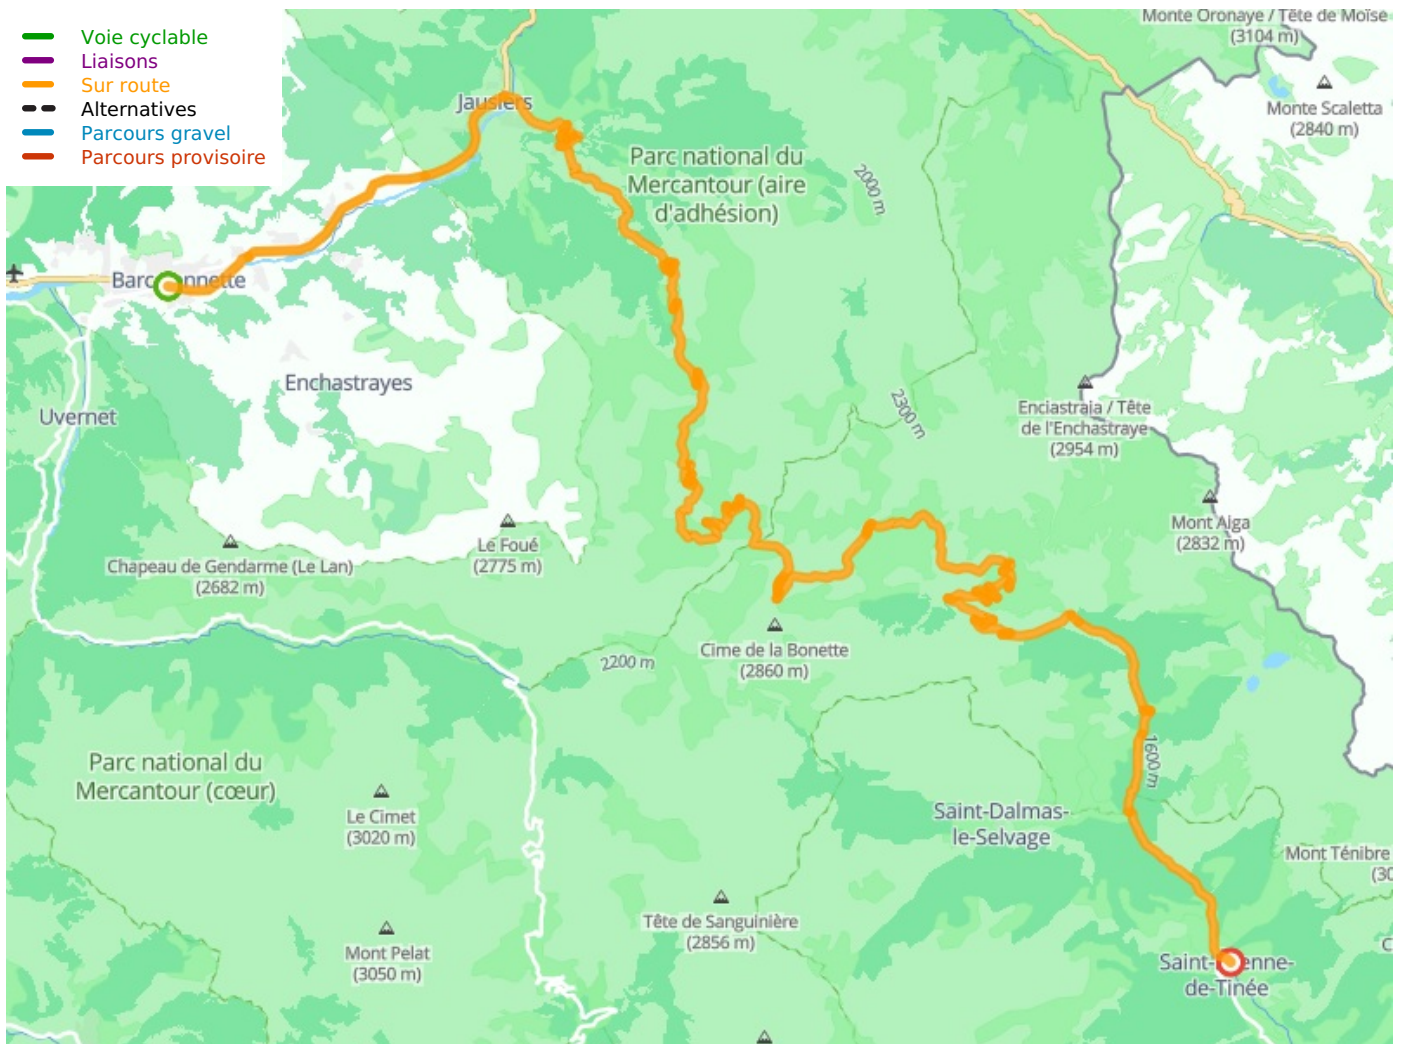 Voie cyclable
Liaisons
Sur route
Alternatives
Parcours gravel
Parcours provisoire
Monte Oronaye / Tête de Moïse
(3104 m)
Monte Scaletta
(2840 m)
Jausiers
Parc national du
Mercantour (aire
d'adhésion)
2000 m
Enchastrayes
Uvernet
2300 m
Enciastraia / Tête
de l'Enchastraye
(2954 m)
Mont Aiga
(2832 m)
Le Foué
(2775 m)
Chapeau de Gendarme (Le Lan)
(2682 m)
Cime de la Bonette
(2860 m)
2200 m
1600 m
Parc national du
Mercantour (cœur)
Le Cimet
(3020 m)
Saint-Dalmas-
le-Selvage
Mont Ténibre
Tête de Sanguinière
(2856 m)
Mont Pelat
(3050 m)
de-Tinée